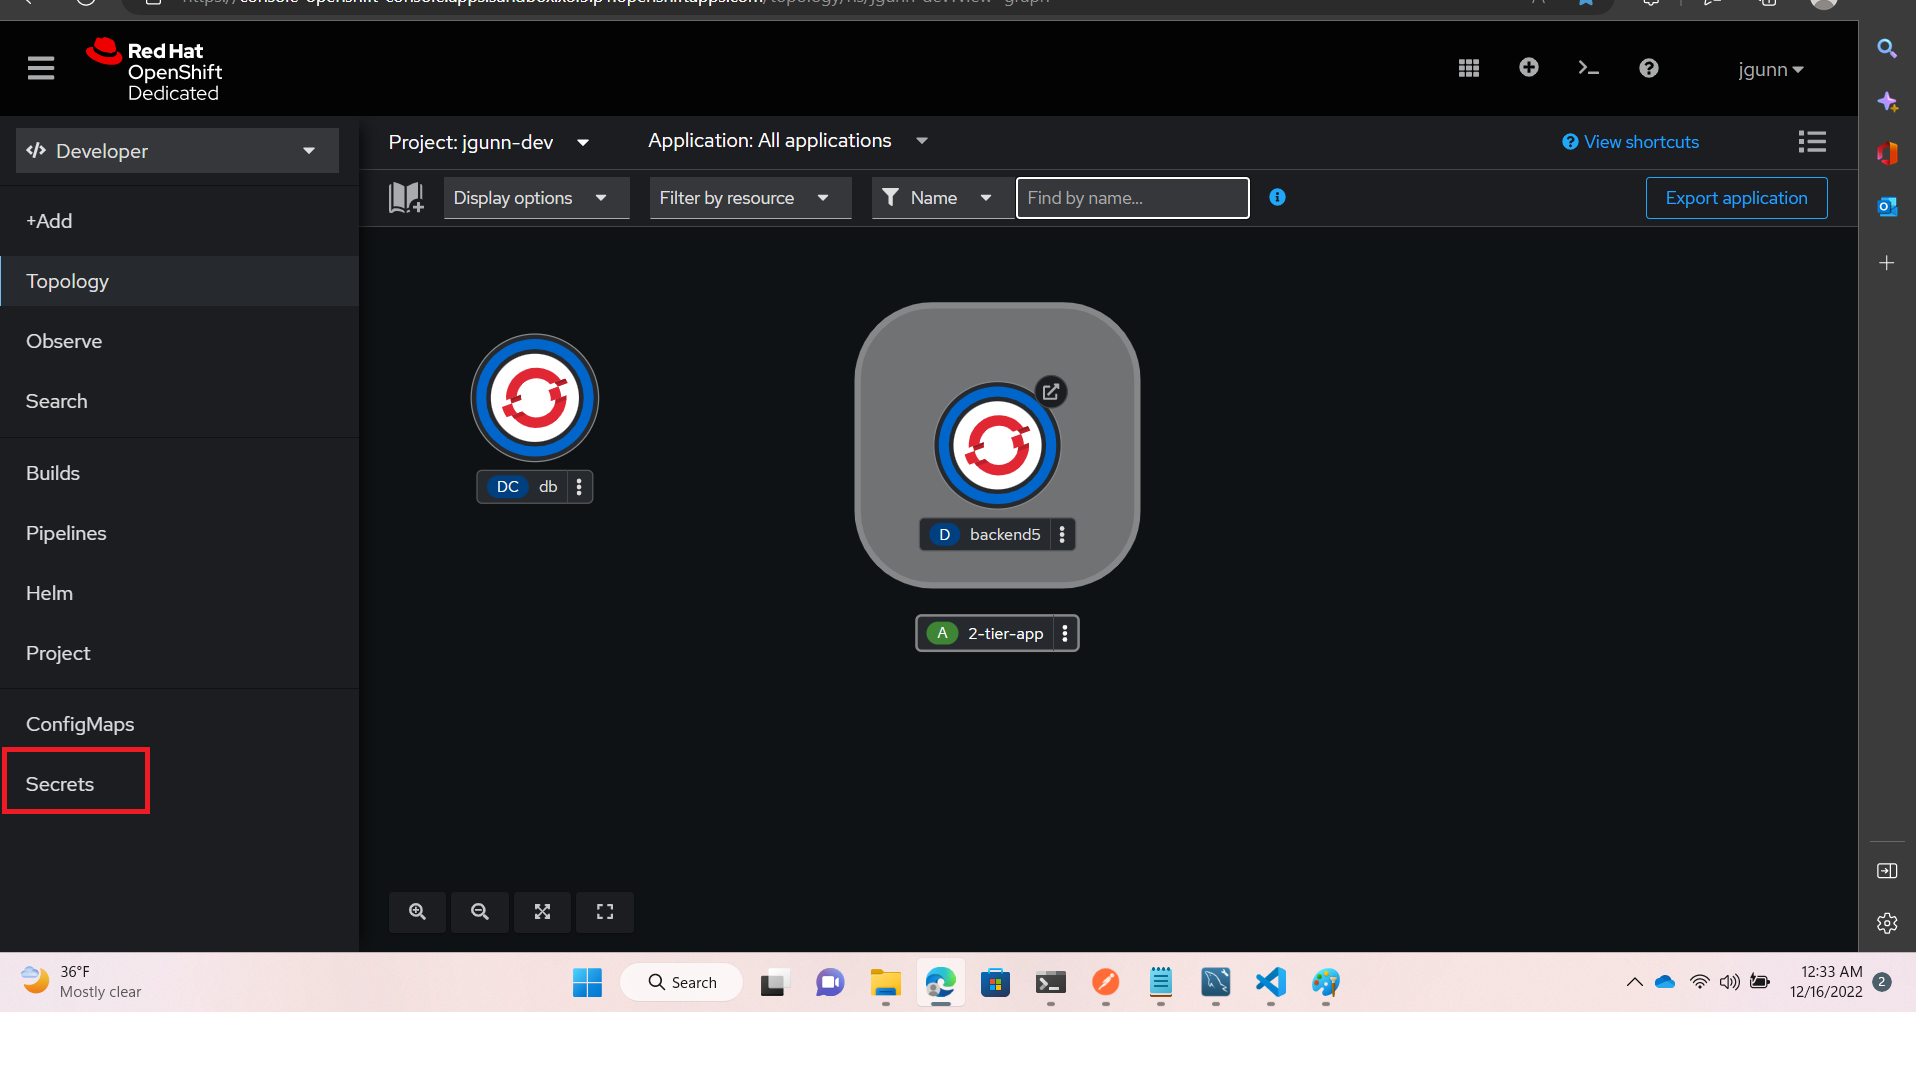 Red Hat
OpenShift
Dedicated
jgunn
Developer
Project: jgunn-dev
Application: All applications
View shortcuts
Display options
Filter by resource
Name
Find by name...
Export application
+Add
Topology
Observe
Search
Builds
Pipelines
Helm
Project
ConfigMaps
Secrets
DC db
D backend5
A 2-tier-app
36°F
Mostly clear
Search
12:33 AM
12/16/2022
2